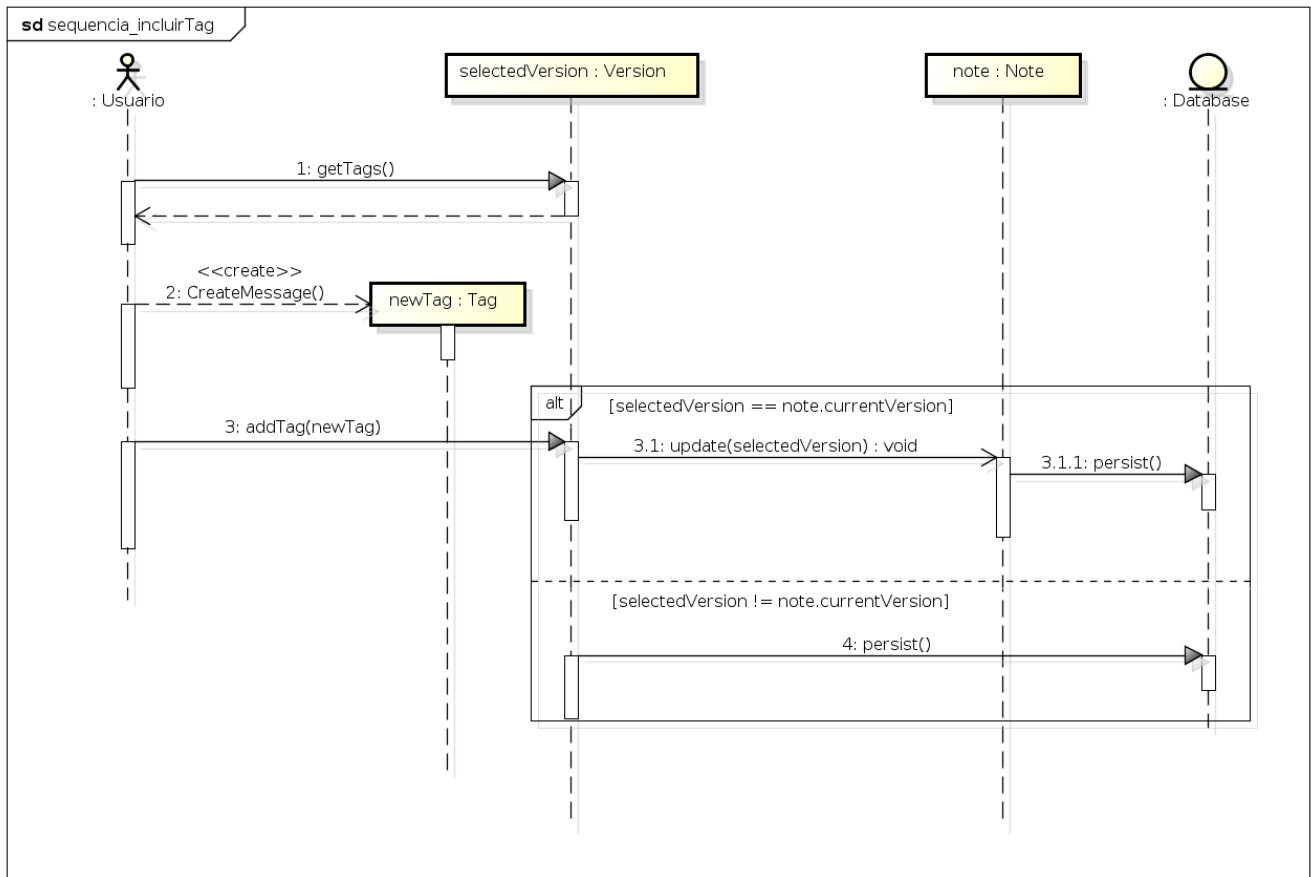 sd sequencia_incluirTag
: Usuario
selectedVersion : Version
note : Note
: Database
1: getTags()
<<create>>
2: CreateMessage()
newTag : Tag
alt
[selectedVersion == note.currentVersion]
3: addTag(newTag)
3.1: update(selectedVersion) : void
3.1.1: persist()
[selectedVersion != note.currentVersion]
4: persist()